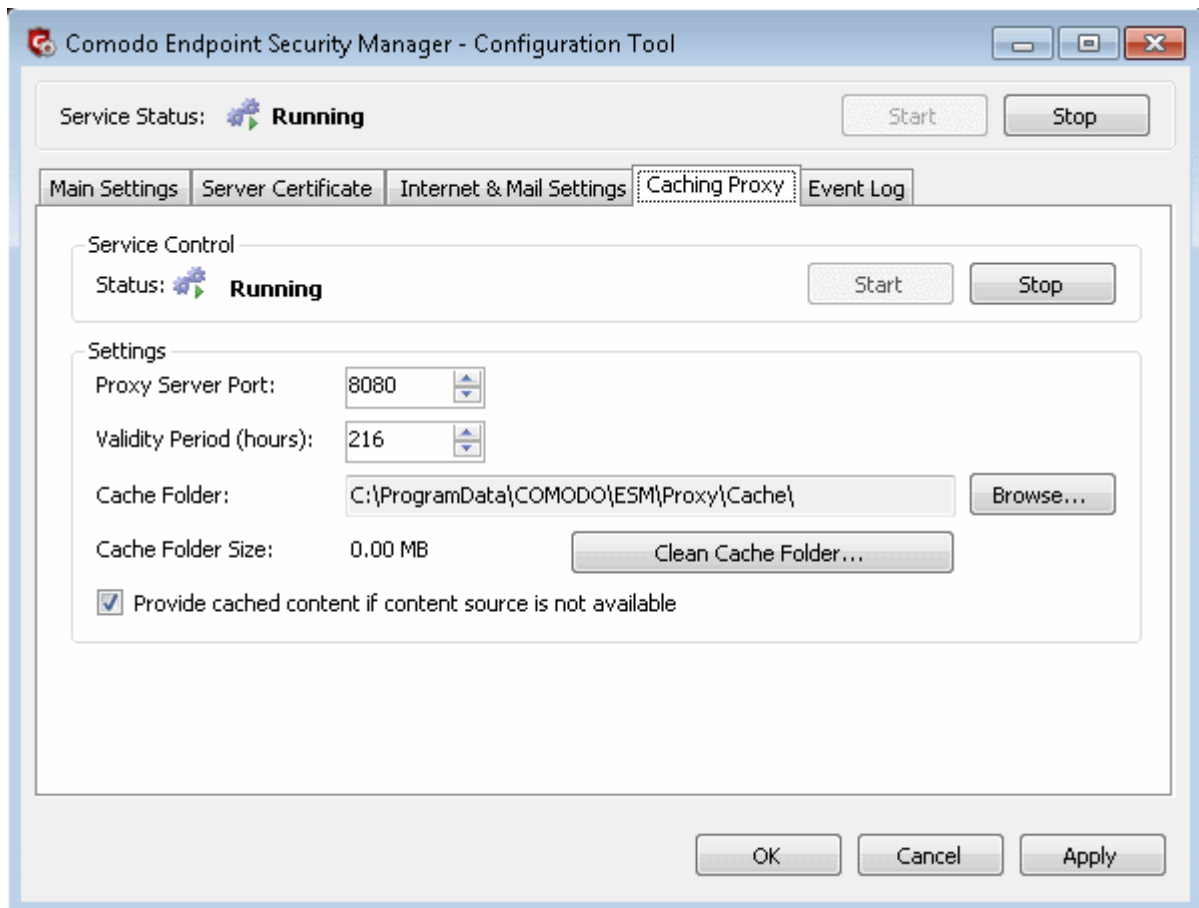 Comodo Endpoint Security Manager - Configuration Tool
Service Status: Running Start Stop
Main Settings Server Certificate Internet & Mail Settings Caching Proxy Event Log
Service Control
Status: Running Start Stop
Settings
Proxy Server Port: 8080
Validity Period (hours): 216
Cache Folder: C:\ProgramData\COMODO\ESM\Proxy\Cache\ Browse...
Cache Folder Size: 0.00 MB Clean Cache Folder...
Provide cached content if content source is not available
OK Cancel Apply